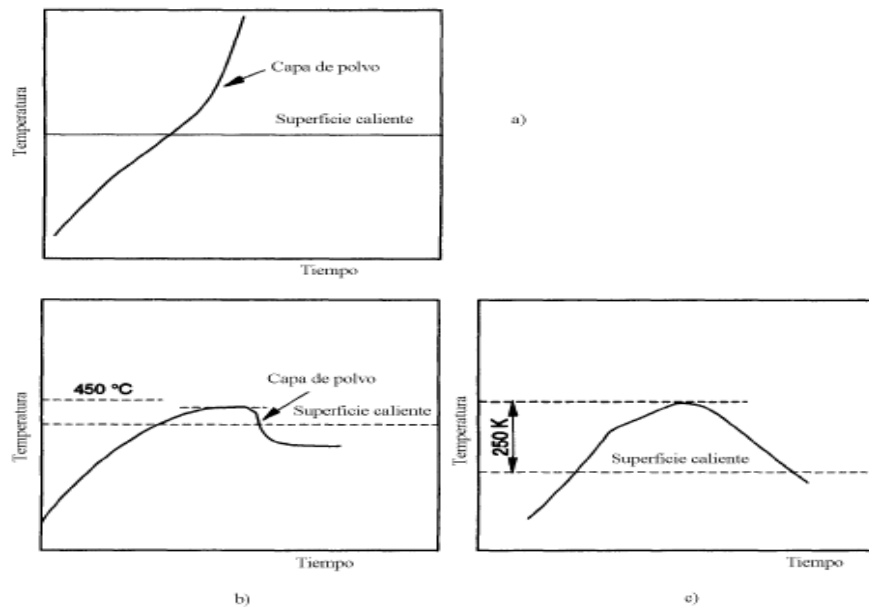 Temperatura
Capa de polvo
Superficie caliente
Tiempo
a)
Temperatura
450 °C
Capa de polvo
Superficie caliente
Tiempo
b)
Temperatura
250 K
Superficie caliente
Tiempo
c)